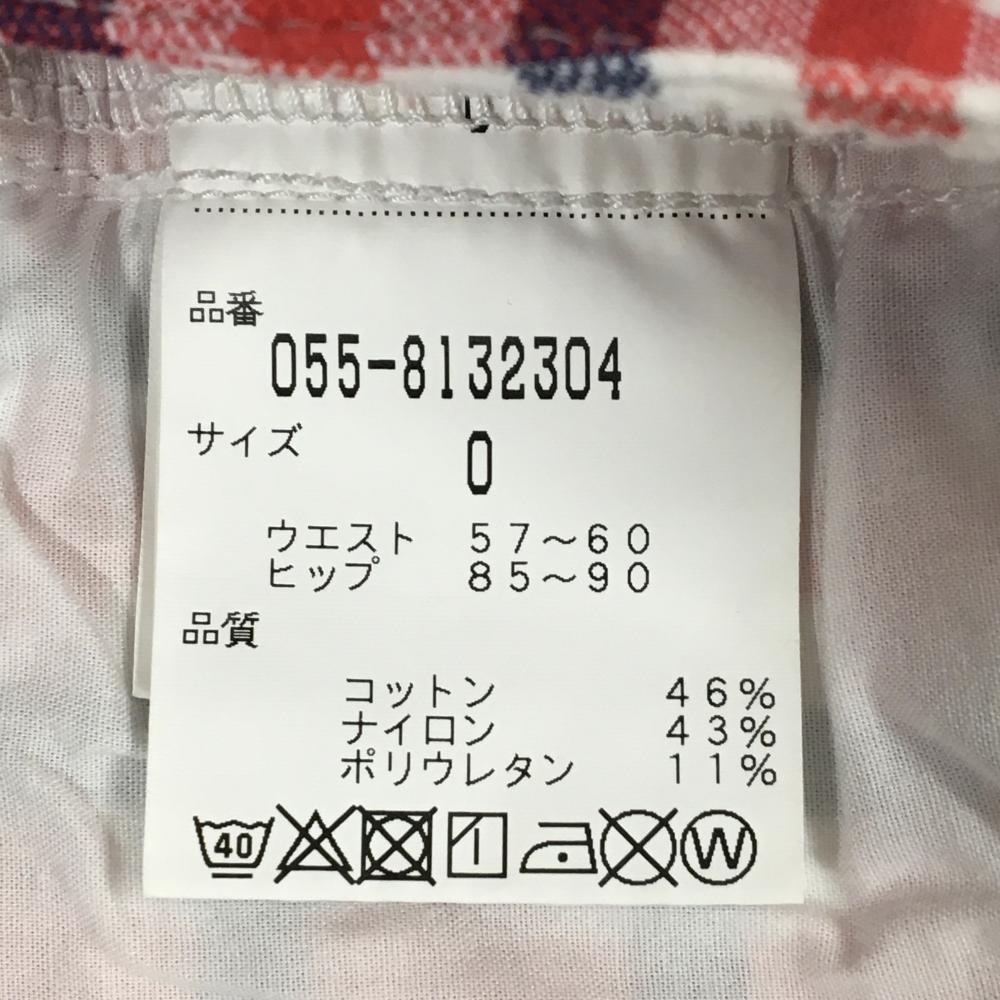 品番
055-8132304
サイズ
0
ウエスト 57～60
ヒップ 85～90
品質
コットン 46%
ナイロン 43%
ポリウレタン 11%
40
W